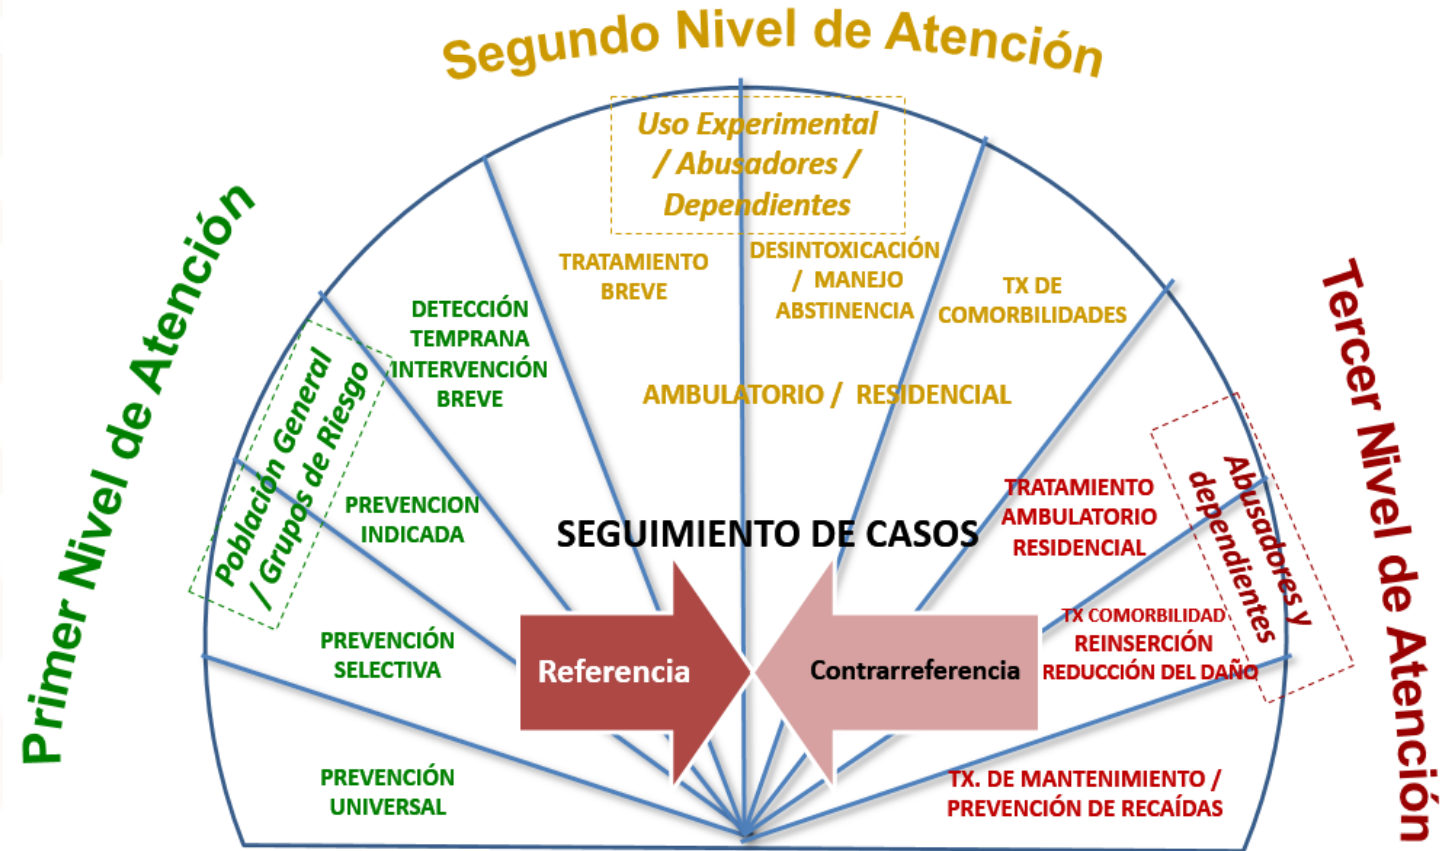 Segundo Nivel de Atención
Primer Nivel de Atención
Tercer Nivel de Atención
Uso Experimental
/ Abusadores /
Dependientes
Población General
/ Grupos de Riesgo
Abusadores y
dependientes
PREVENCIÓN
UNIVERSAL
PREVENCIÓN
SELECTIVA
PREVENCION
INDICADA
DETECCIÓN
TEMPRANA
INTERVENCIÓN
BREVE
TRATAMIENTO
BREVE
DESINTOXICACIÓN
/ MANEJO
ABSTINENCIA
TX DE
COMORBILIDADES
AMBULATORIO / RESIDENCIAL
TRATAMIENTO
AMBULATORIO
RESIDENCIAL
TX COMORBILIDAD
REINSERCIÓN
REDUCCIÓN DEL DAÑO
TX. DE MANTENIMIENTO /
PREVENCIÓN DE RECAÍDAS
SEGUIMIENTO DE CASOS
Referencia
Contrarreferencia